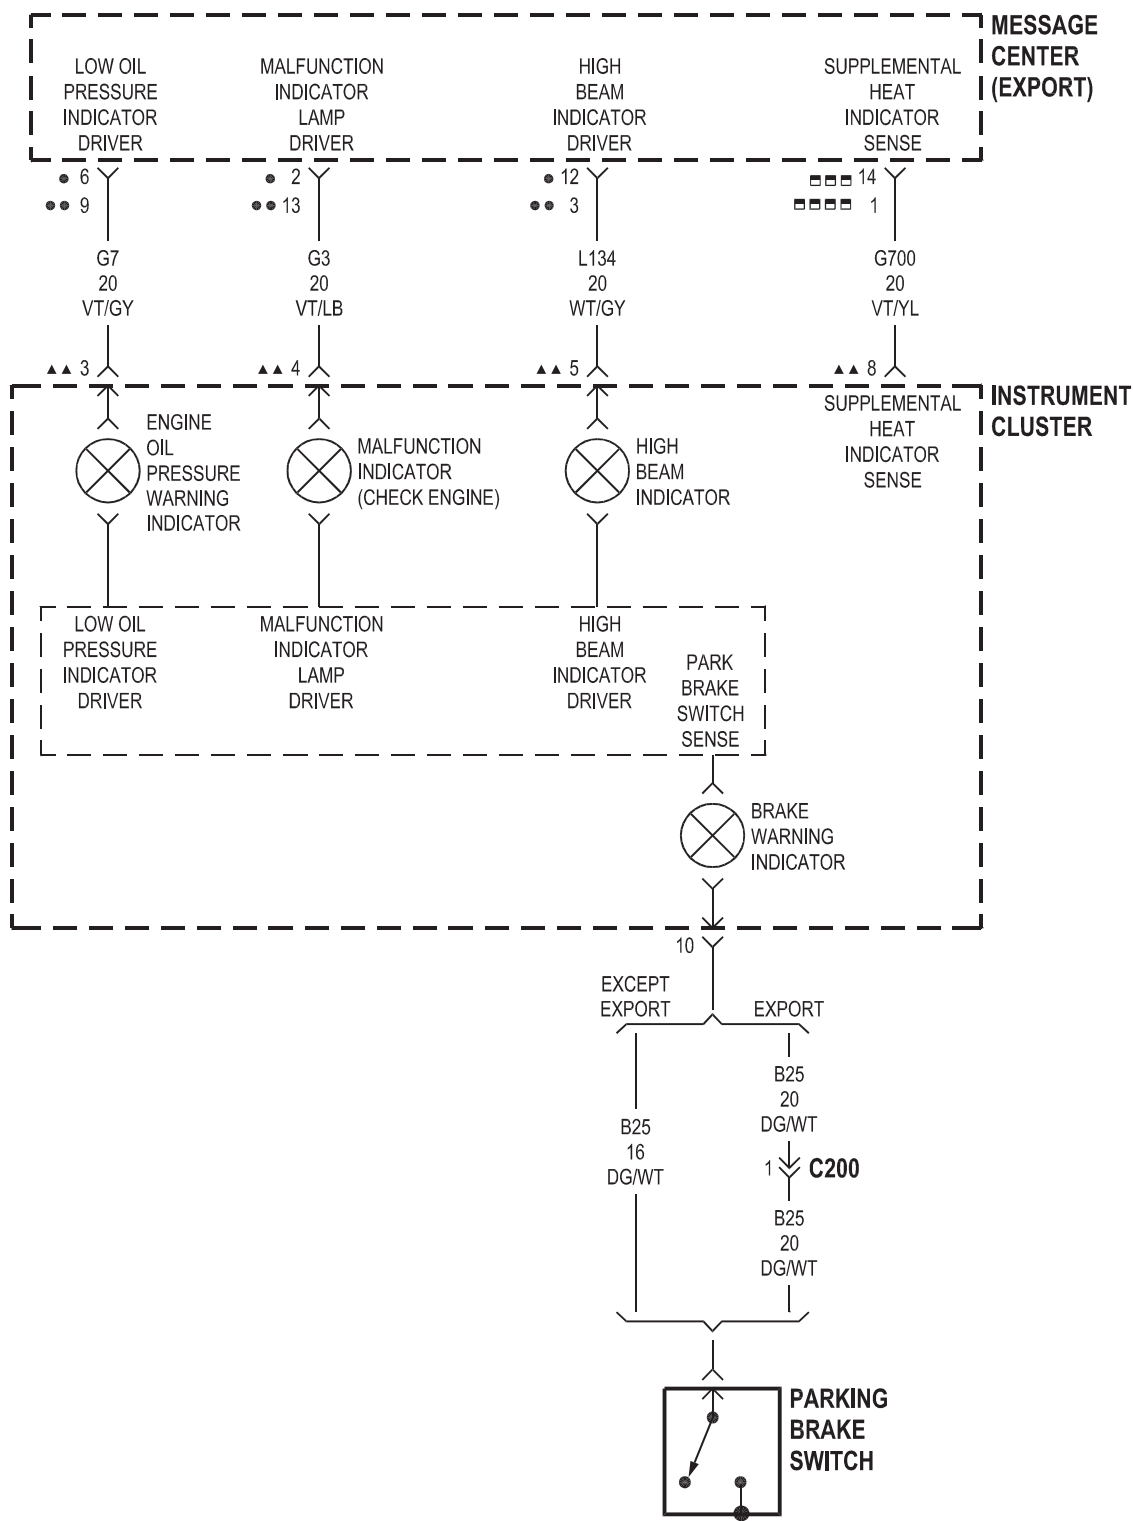 MESSAGE
CENTER
(EXPORT)
LOW OIL
PRESSURE
INDICATOR
DRIVER
MALFUNCTION
INDICATOR
LAMP
DRIVER
HIGH
BEAM
INDICATOR
DRIVER
SUPPLEMENTAL
HEAT
INDICATOR
SENSE
6
9
2
13
12
3
14
1
G7
20
VT/GY
G3
20
VT/LB
L134
20
WT/GY
G700
20
VT/YL
3
4
5
8
INSTRUMENT
CLUSTER
ENGINE
OIL
PRESSURE
WARNING
INDICATOR
MALFUNCTION
INDICATOR
(CHECK ENGINE)
HIGH
BEAM
INDICATOR
SUPPLEMENTAL
HEAT
INDICATOR
SENSE
LOW OIL
PRESSURE
INDICATOR
DRIVER
MALFUNCTION
INDICATOR
LAMP
DRIVER
HIGH
BEAM
INDICATOR
DRIVER
PARK
BRAKE
SWITCH
SENSE
BRAKE
WARNING
INDICATOR
10
EXCEPT
EXPORT
EXPORT
B25
16
DG/WT
B25
20
DG/WT
1
C200
B25
20
DG/WT
PARKING
BRAKE
SWITCH